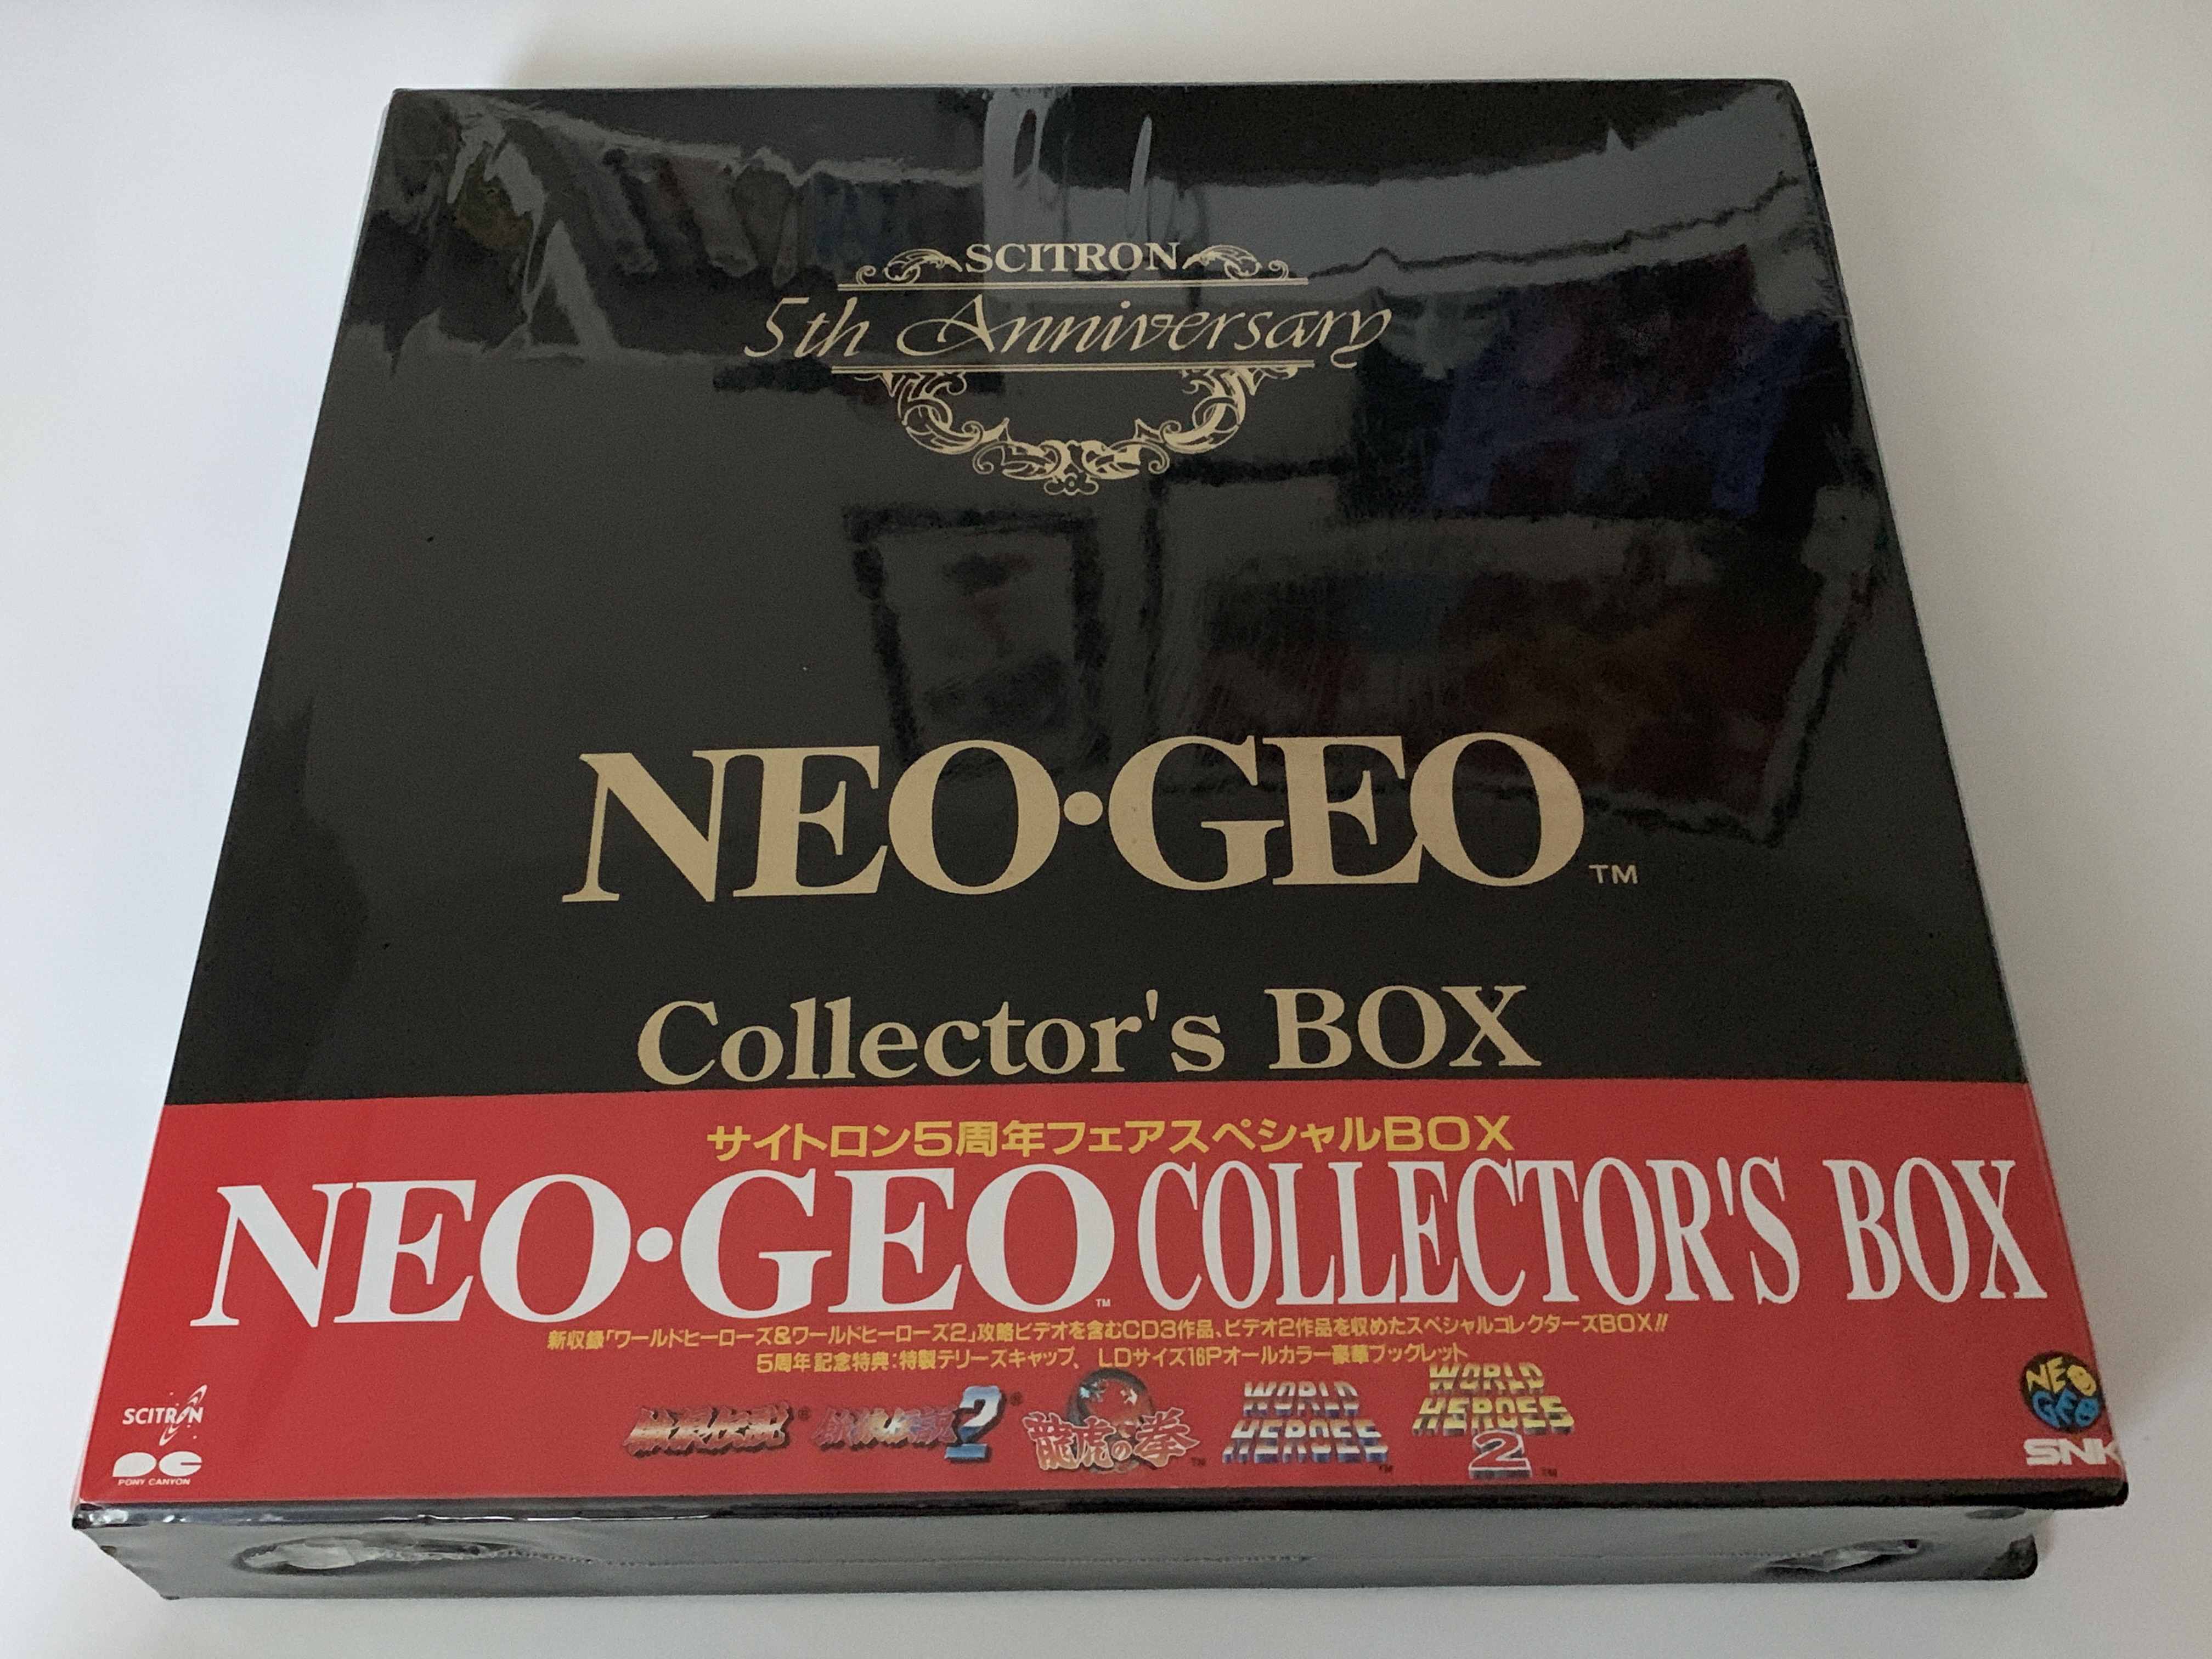 SCITRON
5th Anniversary
NEO•GEO™
Collector's BOX
サイトロン5周年フェアスペシャルBOX
NEO•GEO™ COLLECTOR'S BOX
新収録「ワールドヒーローズ&ワールドヒーローズ2」攻略ビデオを含むCD3作品、ビデオ2作品を収めたスペシャルコレクターズBOX!!
5周年記念特典:特製テリーズキャップ、LDサイズ16Pオールカラー豪華ブックレット
餓狼伝説® 餓狼伝説2® 龍虎の拳™ WORLD HEROES™ WORLD HEROES 2™
SCITRON
PONY CANYON
NEO GEO
SNK